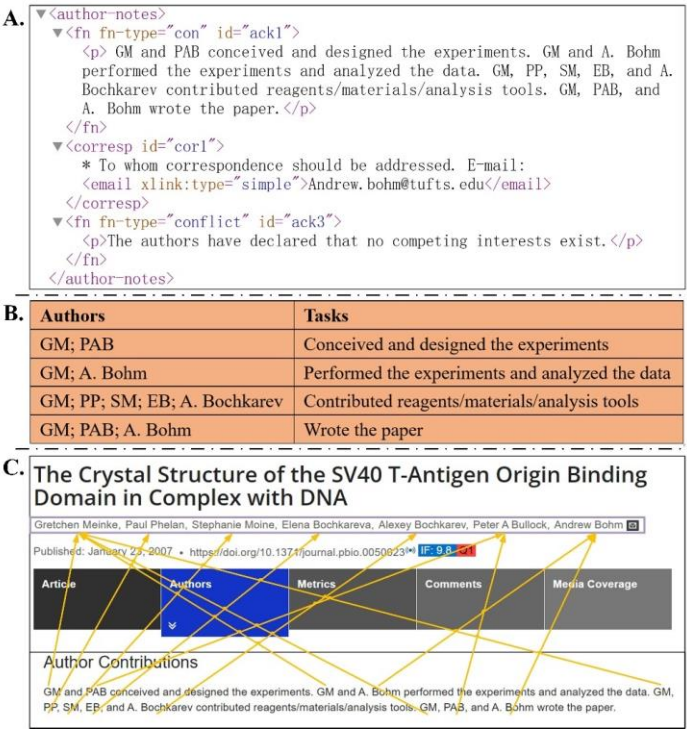 A.
<author-notes>
<fn fn-type="con" id="ack1">
<p> GM and PAB conceived and designed the experiments. GM and A. Bohm
performed the experiments and analyzed the data. GM, PP, SM, EB, and A.
Bochkarev contributed reagents/materials/analysis tools. GM, PAB, and
A. Bohm wrote the paper.</p>
</fn>
<corresp id="cor1">
* To whom correspondence should be addressed. E-mail:
<email xlink:type="simple">Andrew.bohm@tufts.edu</email>
</corresp>
<fn fn-type="conflict" id="ack3">
<p>The authors have declared that no competing interests exist.</p>
</fn>
</author-notes>
B.
Authors Tasks
GM; PAB Conceived and designed the experiments
GM; A. Bohm Performed the experiments and analyzed the data
GM; PP; SM; EB; A. Bochkarev Contributed reagents/materials/analysis tools
GM; PAB; A. Bohm Wrote the paper
C.
The Crystal Structure of the SV40 T-Antigen Origin Binding
Domain in Complex with DNA
Gretchen Meinke, Paul Phelan, Stephanie Moine, Elena Bochkareva, Alexey Bochkarev, Peter A Bullock, Andrew Bohm
Published: January 23, 2007 • https://doi.org/10.1371/journal.pbio.0050023 IF: 9.8 Q1
Article Authors Metrics Comments Media Coverage
Author Contributions
GM and PAB conceived and designed the experiments. GM and A. Bohm performed the experiments and analyzed the data. GM,
PP, SM, EB, and A. Bochkarev contributed reagents/materials/analysis tools. GM, PAB, and A. Bohm wrote the paper.